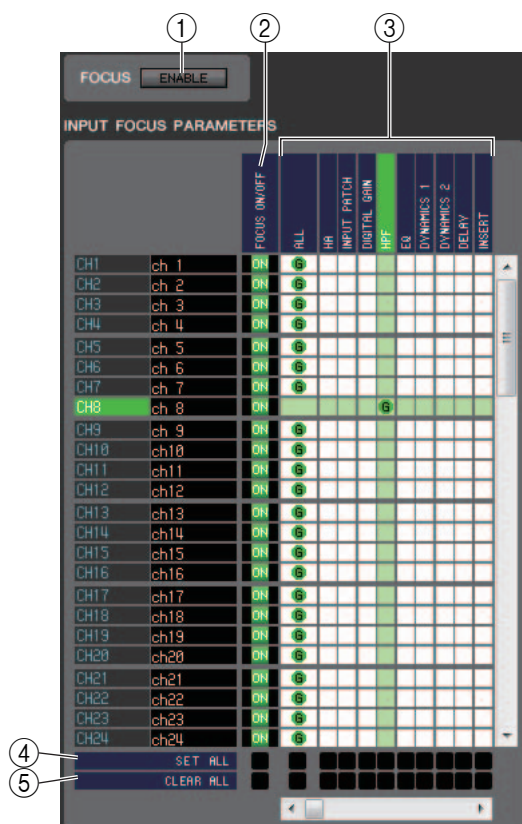 1 2 3
FOCUS ENABLE
INPUT FOCUS PARAMETERS
FOCUS ON/OFF ALL HA INPUT PATCH DIGITAL GAIN HPF EQ DYNAMICS 1 DYNAMICS 2 DELAY INSERT
CH1 ch 1 ON G
CH2 ch 2 ON G
CH3 ch 3 ON G
CH4 ch 4 ON G
CH5 ch 5 ON G
CH6 ch 6 ON G
CH7 ch 7 ON G
CH8 ch 8 ON G
CH9 ch 9 ON G
CH10 ch10 ON G
CH11 ch11 ON G
CH12 ch12 ON G
CH13 ch13 ON G
CH14 ch14 ON G
CH15 ch15 ON G
CH16 ch16 ON G
CH17 ch17 ON G
CH18 ch18 ON G
CH19 ch19 ON G
CH20 ch20 ON G
CH21 ch21 ON G
CH22 ch22 ON G
CH23 ch23 ON G
CH24 ch24 ON G
4 SET ALL
5 CLEAR ALL